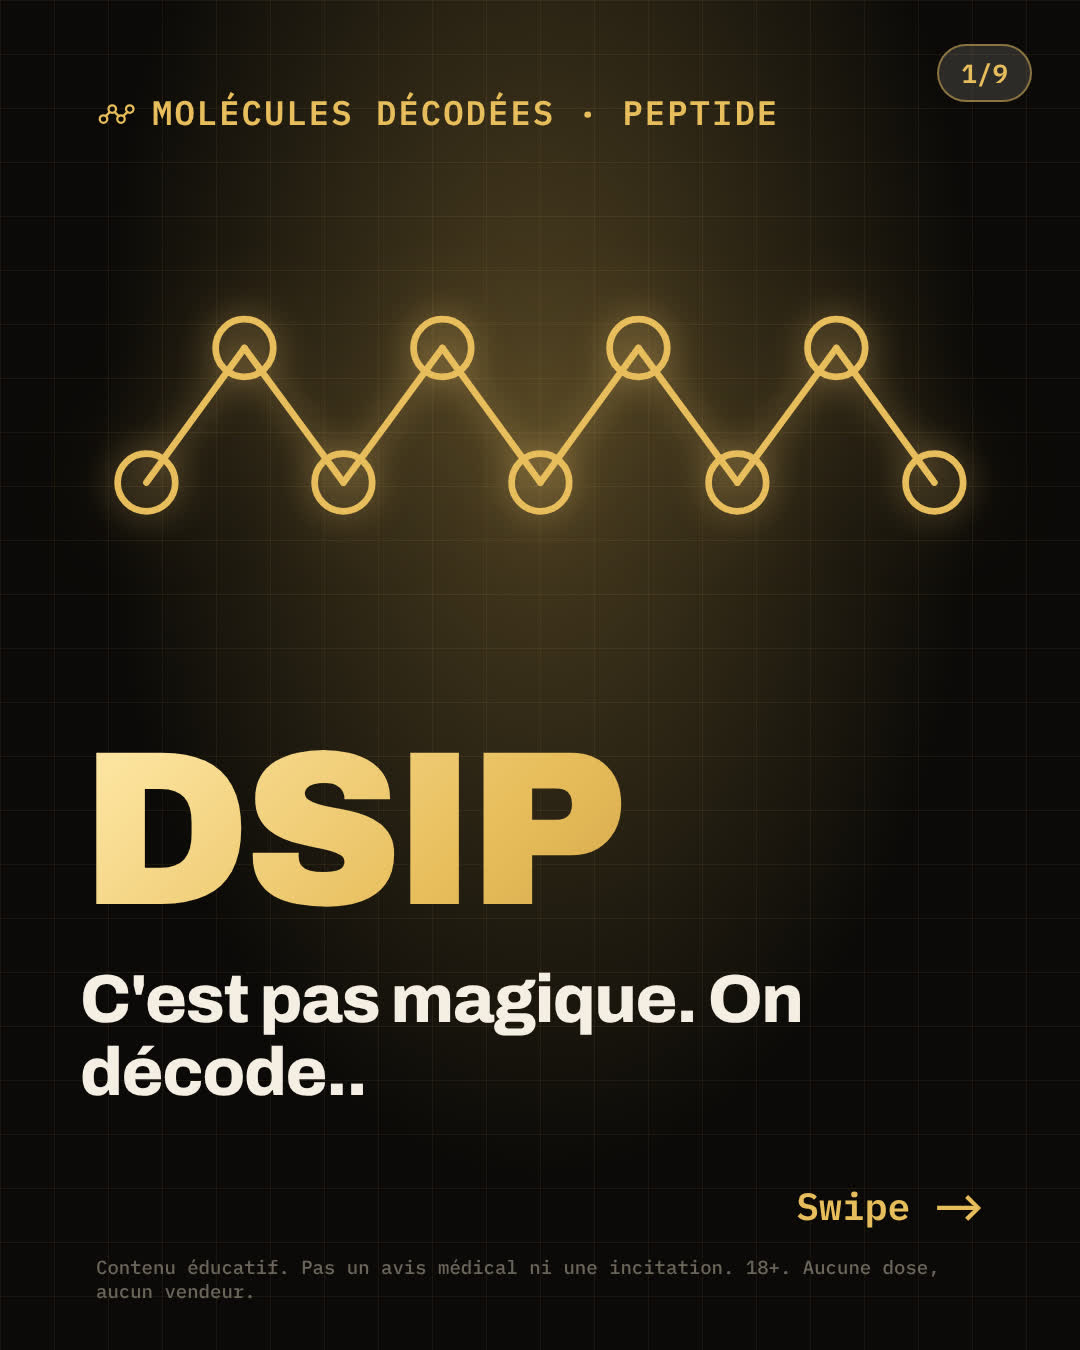 1/9
MOLÉCULES DÉCODÉES · PEPTIDE
DSIP
C'est pas magique. On
décode..
Swipe →
Contenu éducatif. Pas un avis médical ni une incitation. 18+. Aucune dose,
aucun vendeur.